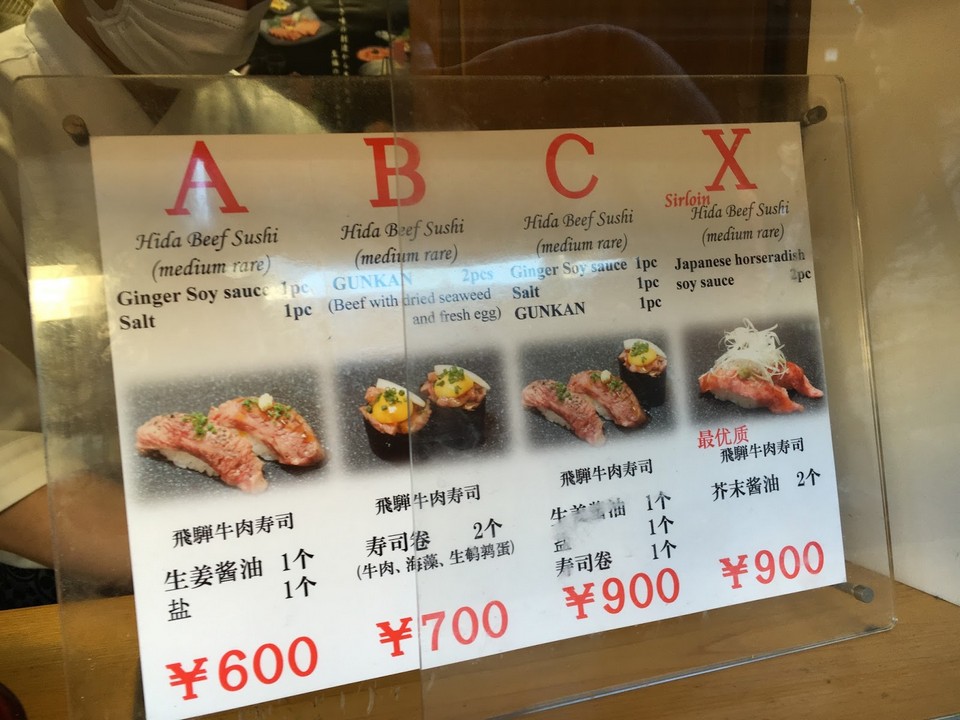 A
Hida Beef Sushi
(medium rare)
Ginger Soy sauce 1pc
Salt 1pc
飛騨牛肉寿司
生姜酱油 1个
盐 1个
¥600
B
Hida Beef Sushi
(medium rare)
GUNKAN 2pcs
(Beef with dried seaweed
and fresh egg)
飛騨牛肉寿司
寿司卷 2个
(牛肉、海藻、生鹌鹑蛋)
¥700
C
Hida Beef Sushi
(medium rare)
Ginger Soy sauce 1pc
Salt 1pc
GUNKAN 1pc
飛騨牛肉寿司
生姜酱油 1个
盐 1个
寿司卷 1个
¥900
X
Sirloin
Hida Beef Sushi
(medium rare)
Japanese horseradish
soy sauce 2pc
最优质
飛騨牛肉寿司
芥末酱油 2个
¥900